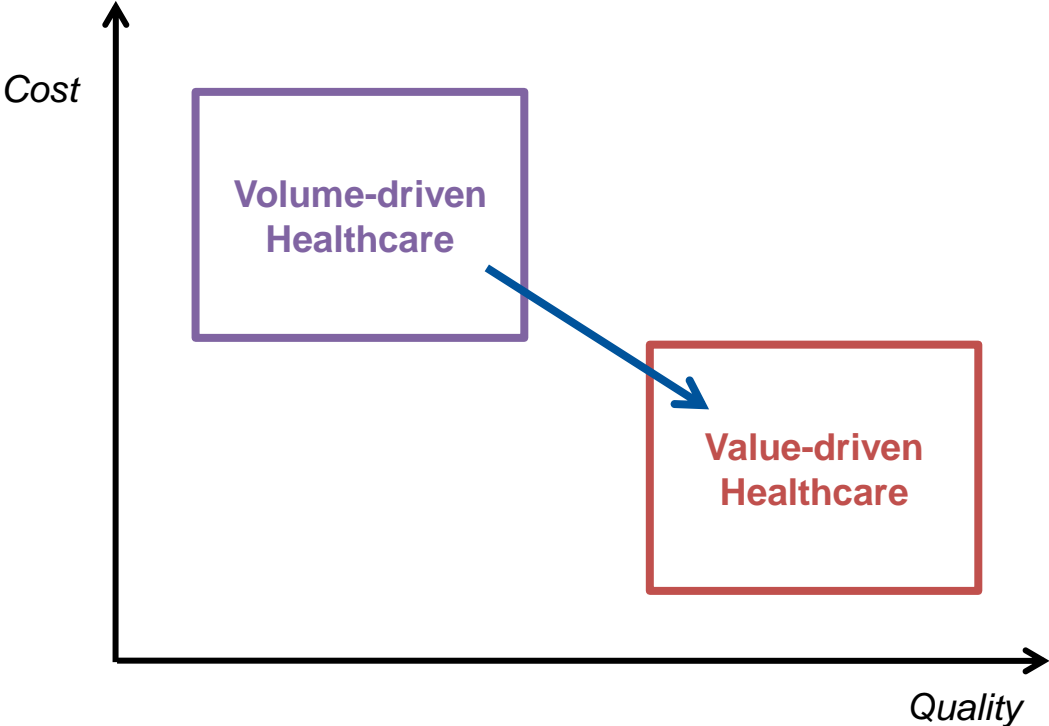 Cost
Volume-driven
Healthcare
Value-driven
Healthcare
Quality